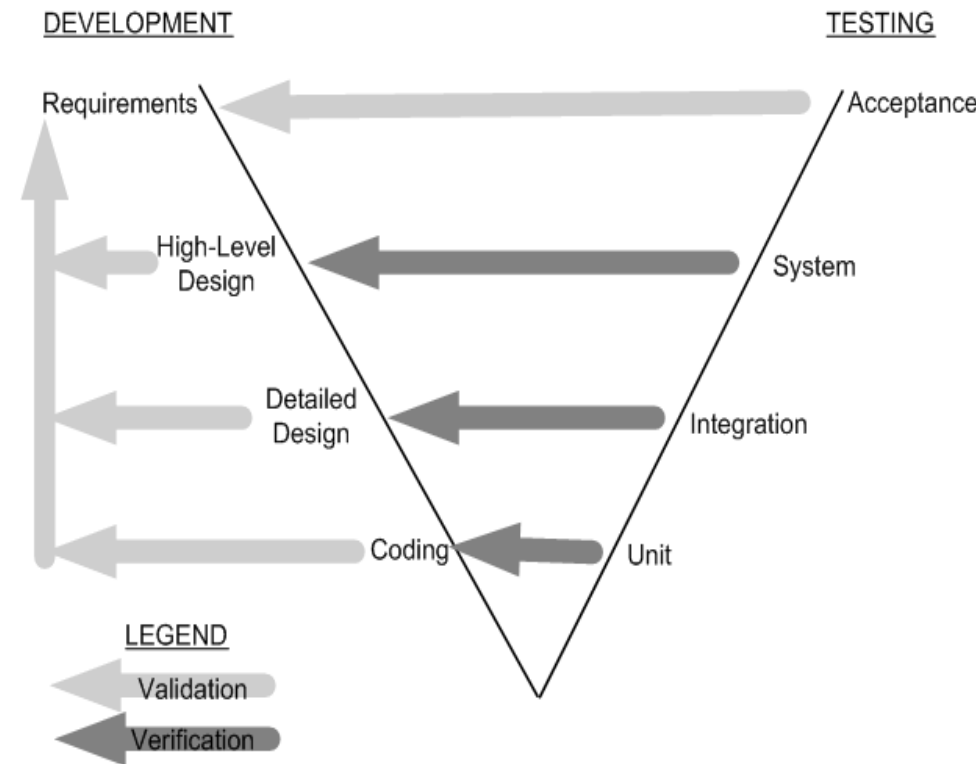 DEVELOPMENT
TESTING
Requirements
Acceptance
High-Level
Design
System
Detailed
Design
Integration
Coding
Unit
LEGEND
Validation
Verification